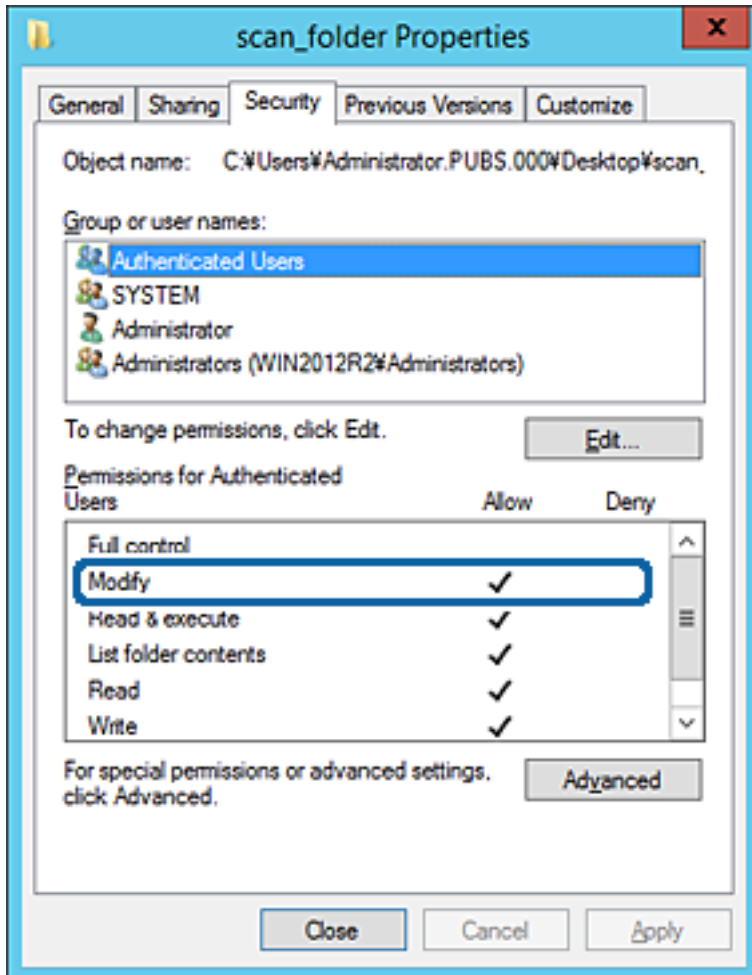 scan_folder Properties
x
General Sharing Security Previous Versions Customize
Object name: C:¥Users¥Administrator.PUBS.000¥Desktop¥scan_
Group or user names:
Authenticated Users
SYSTEM
Administrator
Administrators (WIN2012R2¥Administrators)
To change permissions, click Edit. Edit...
Permissions for Authenticated
Users Allow Deny
Full control
Modify
Read & execute
List folder contents
Read
Write
For special permissions or advanced settings,
click Advanced. Advanced
Close Cancel Apply